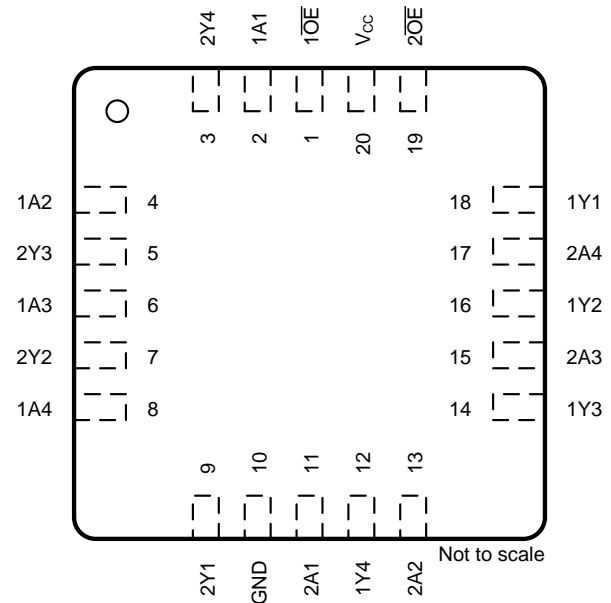 2Y4 1A1 1O̅E̅ Vcc 2O̅E̅
3 2 1 20 19
1A2 4 18 1Y1
2Y3 5 17 2A4
1A3 6 16 1Y2
2Y2 7 15 2A3
1A4 8 14 1Y3
9 10 11 12 13
2Y1 GND 2A1 1Y4 2A2
Not to scale